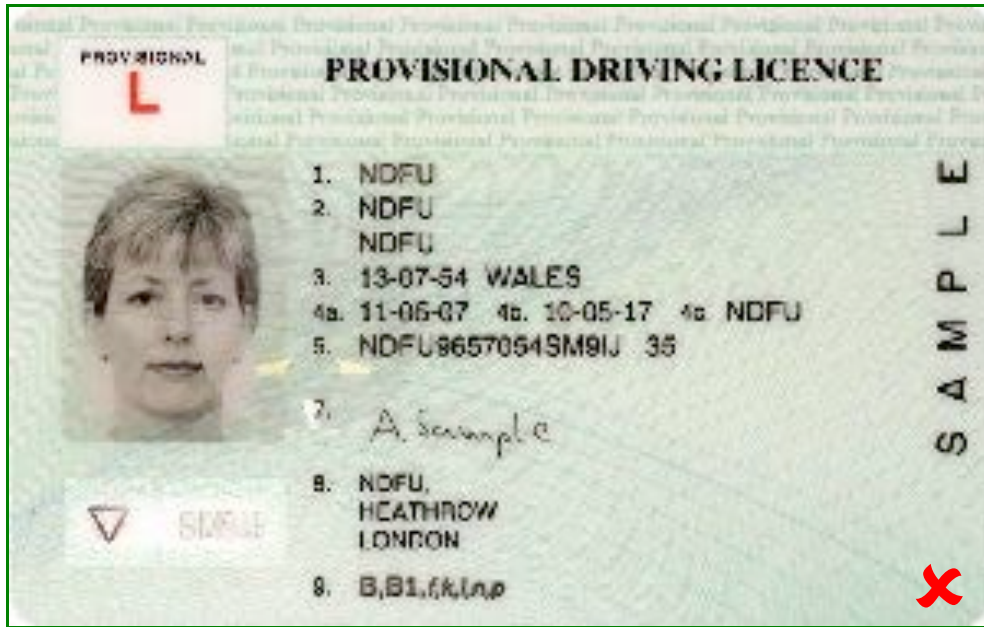 PROVISIONAL
L
PROVISIONAL DRIVING LICENCE
1. NDFU
2. NDFU
NDFU
3. 13-07-54 WALES
4a. 11-06-07 4b. 10-05-17 4c NDFU
5. NDFU9657054SM9IJ 35
7. A Sample
8. NDFU,
HEATHROW
LONDON
9. B,B1,f,k,l,n,p
SAMPLE